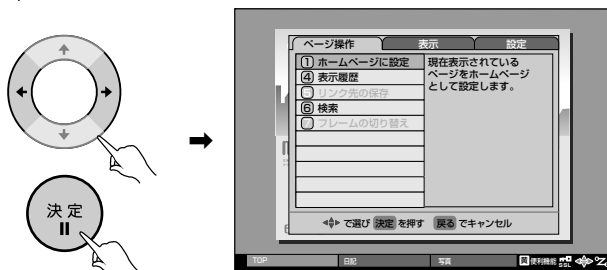 決定
ページ操作 表示 設定
① ホームページに設定
④ 表示履歴
リンク先の保存
⑥ 検索
フレームの切り替え
現在表示されている
ページをホームページ
として設定します。
で選び 決定 を押す 戻る でキャンセル
TOP 日記 写真 便利機能 SSL